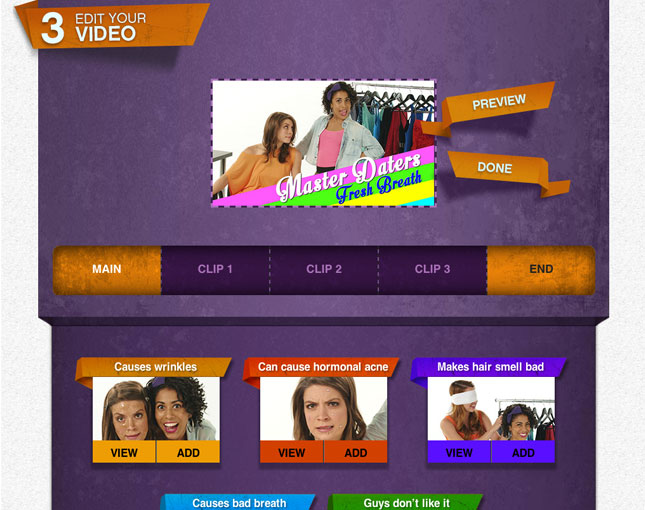 3 EDIT YOUR
VIDEO
PREVIEW
Master Daters
Fresh Breath
DONE
MAIN CLIP 1 CLIP 2 CLIP 3 END
Causes wrinkles Can cause hormonal acne Makes hair smell bad
VIEW ADD VIEW ADD VIEW ADD
Causes bad breath Guys don't like it